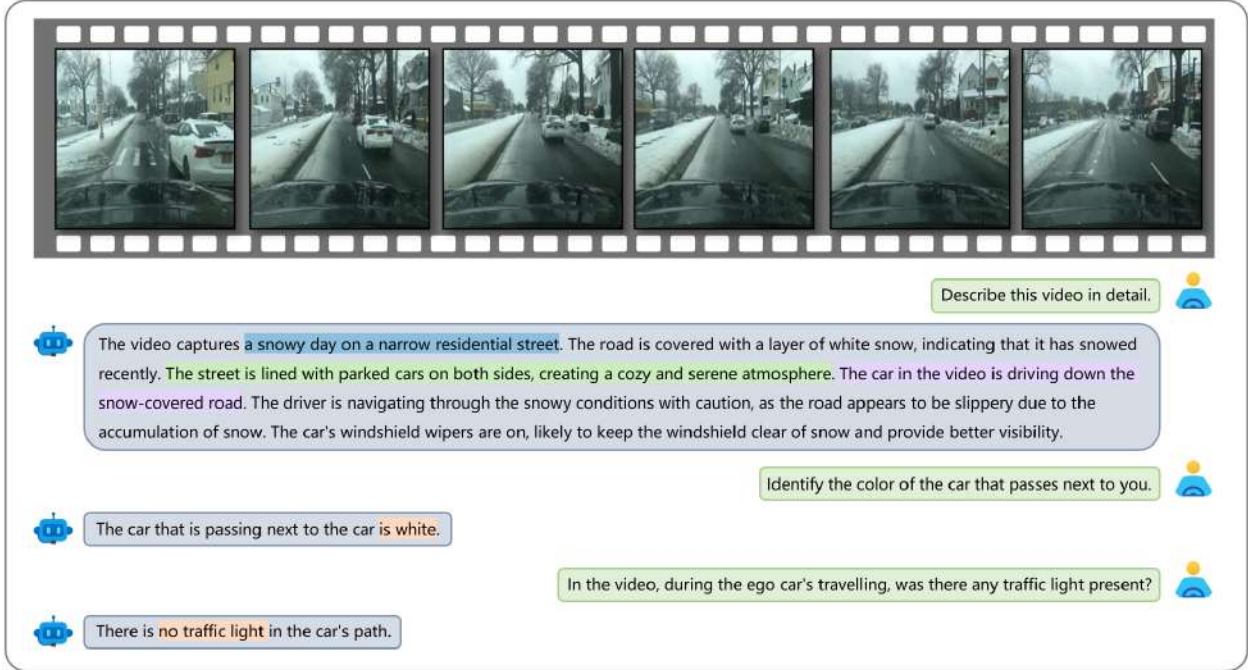 Describe this video in detail.
The video captures a snowy day on a narrow residential street. The road is covered with a layer of white snow, indicating that it has snowed
recently. The street is lined with parked cars on both sides, creating a cozy and serene atmosphere. The car in the video is driving down the
snow-covered road. The driver is navigating through the snowy conditions with caution, as the road appears to be slippery due to the
accumulation of snow. The car's windshield wipers are on, likely to keep the windshield clear of snow and provide better visibility.
Identify the color of the car that passes next to you.
The car that is passing next to the car is white.
In the video, during the ego car's travelling, was there any traffic light present?
There is no traffic light in the car's path.